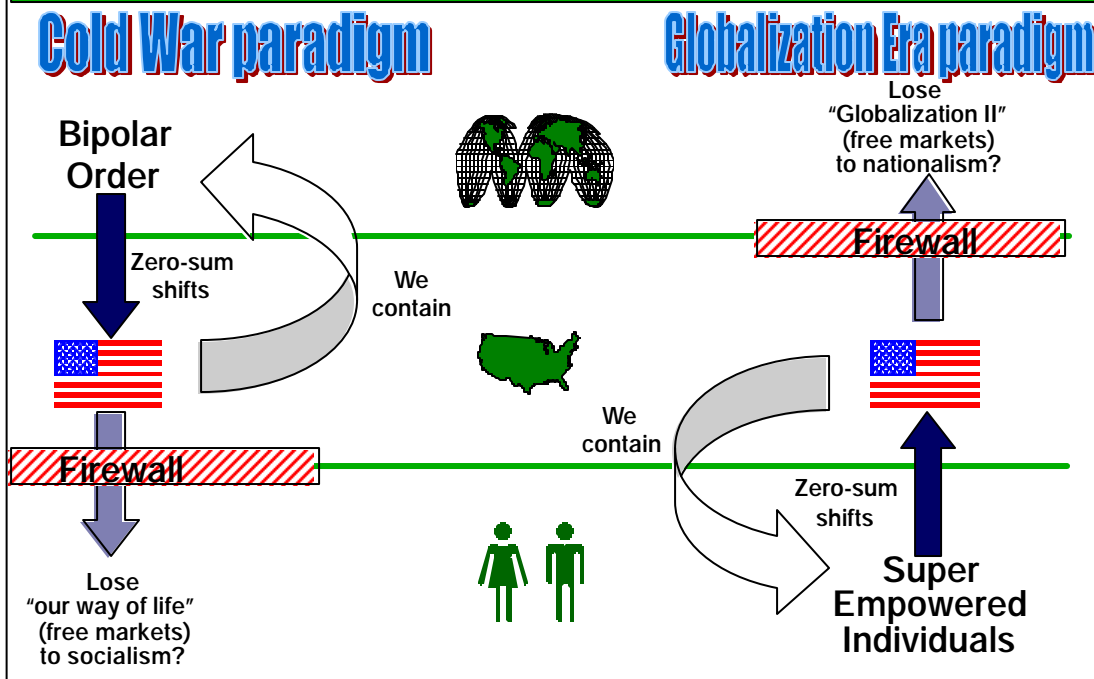 Cold War paradigm
Globalization Era paradigm
Bipolar
Order
Zero-sum
shifts
We
contain
Firewall
Lose
"our way of life"
(free markets)
to socialism?
Lose
"Globalization II"
(free markets)
to nationalism?
Firewall
We
contain
Zero-sum
shifts
Super
Empowered
Individuals